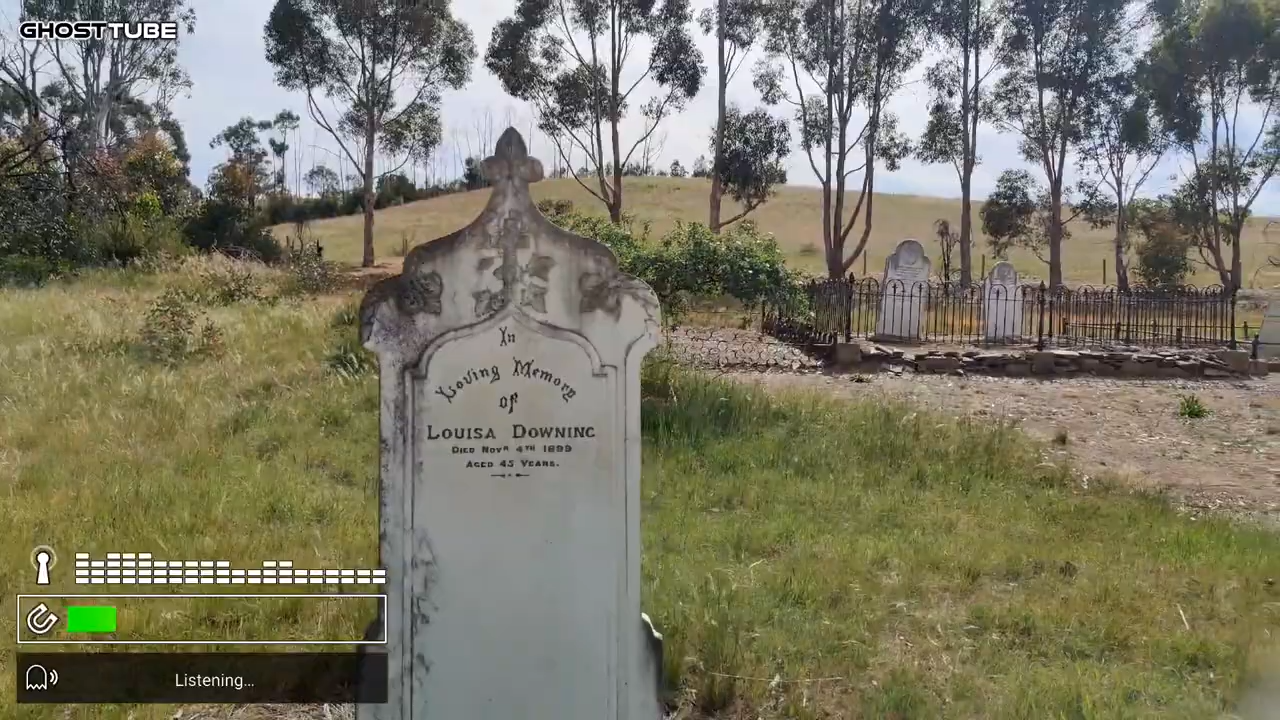 GHOSTTUBE
In
Loving Memory
of
LOUISA DOWNING
DIED NOVR 4TH 1899
AGED 45 YEARS.
Listening...